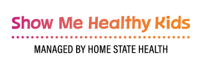 Show Me Healthy Kids
MANAGED BY HOME STATE HEALTH